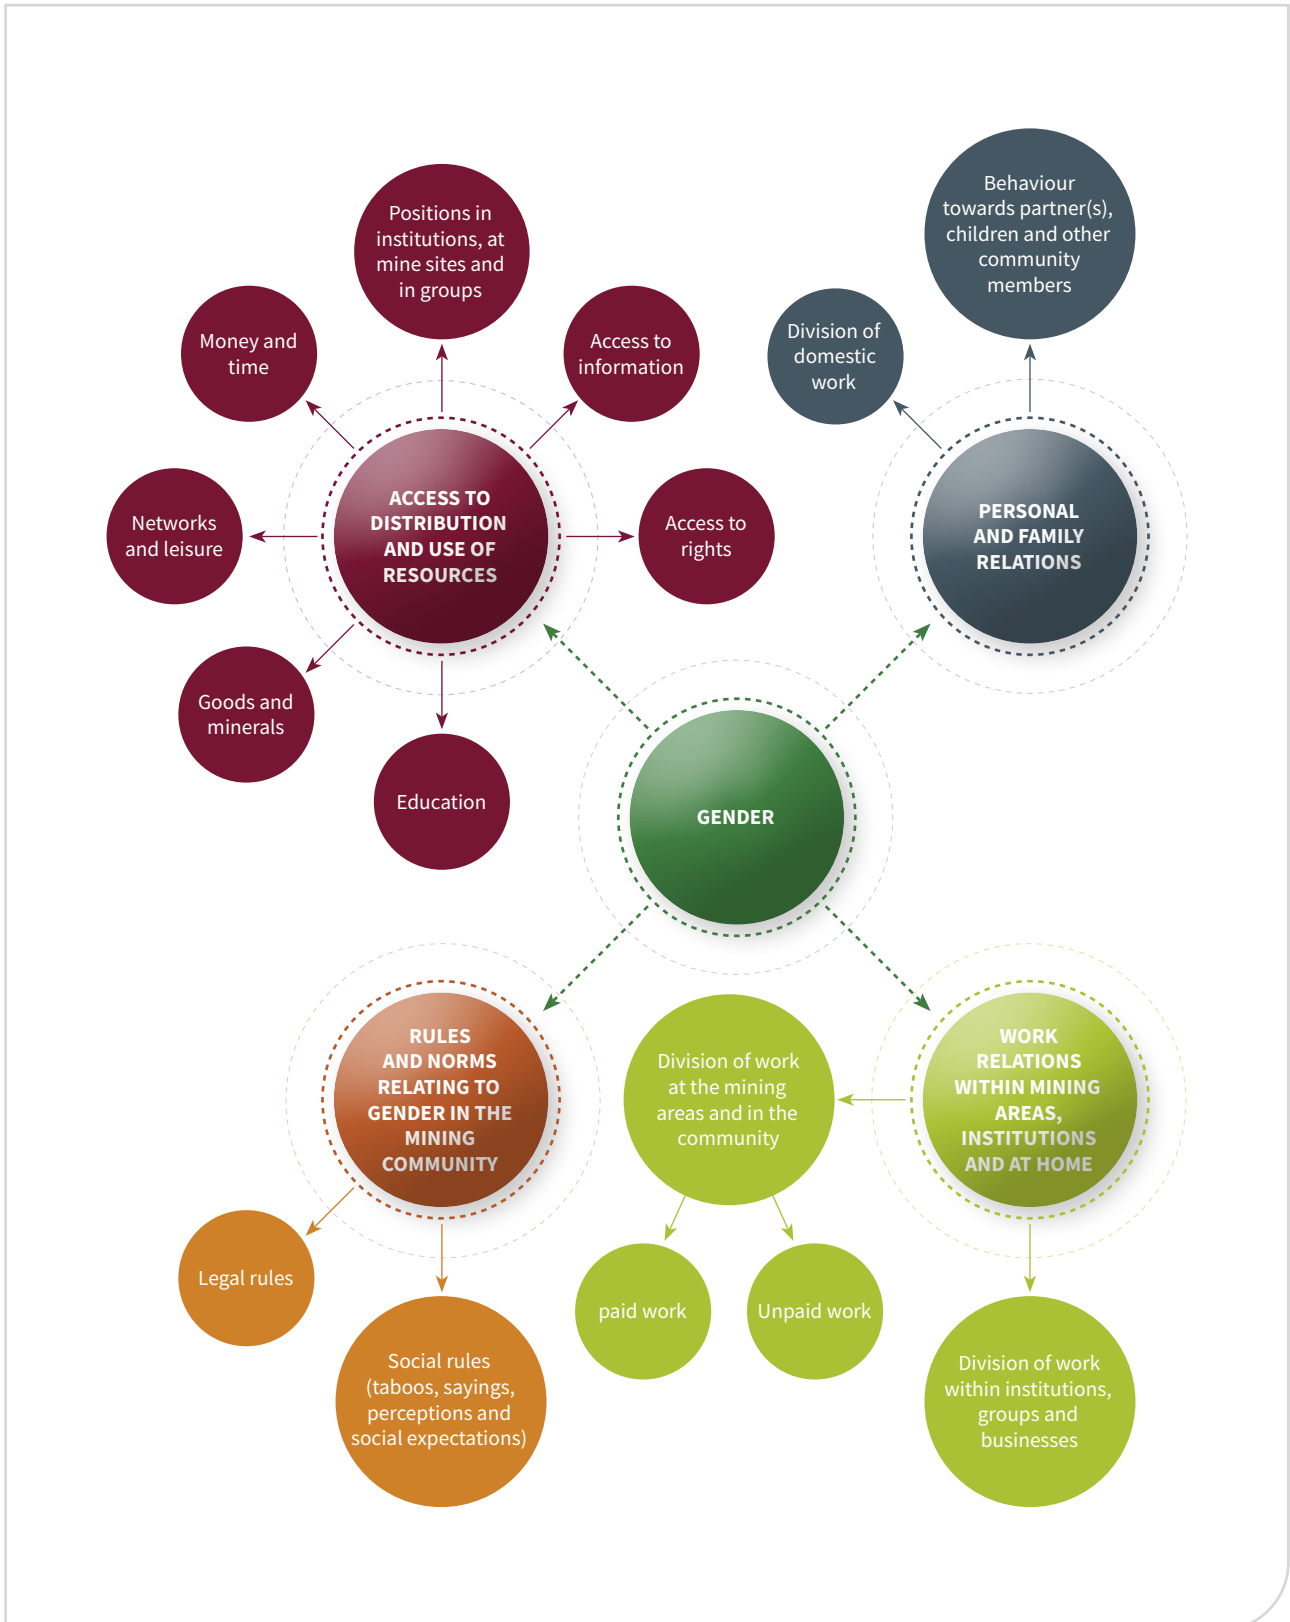 Behaviour
towards partner(s),
children and other
community
members
Positions in
institutions, at
mine sites and
in groups
Money and
time
Access to
information
Division of
domestic
work
ACCESS TO
DISTRIBUTION
AND USE OF
RESOURCES
PERSONAL
AND FAMILY
RELATIONS
Networks
and leisure
Access to
rights
Goods and
minerals
Education
GENDER
RULES
AND NORMS
RELATING TO
GENDER IN THE
MINING
COMMUNITY
Division of work
at the mining
areas and in the
community
WORK
RELATIONS
WITHIN MINING
AREAS,
INSTITUTIONS
AND AT HOME
Legal rules
paid work
Unpaid work
Social rules
(taboos, sayings,
perceptions and
social expectations)
Division of work
within institutions,
groups and
businesses